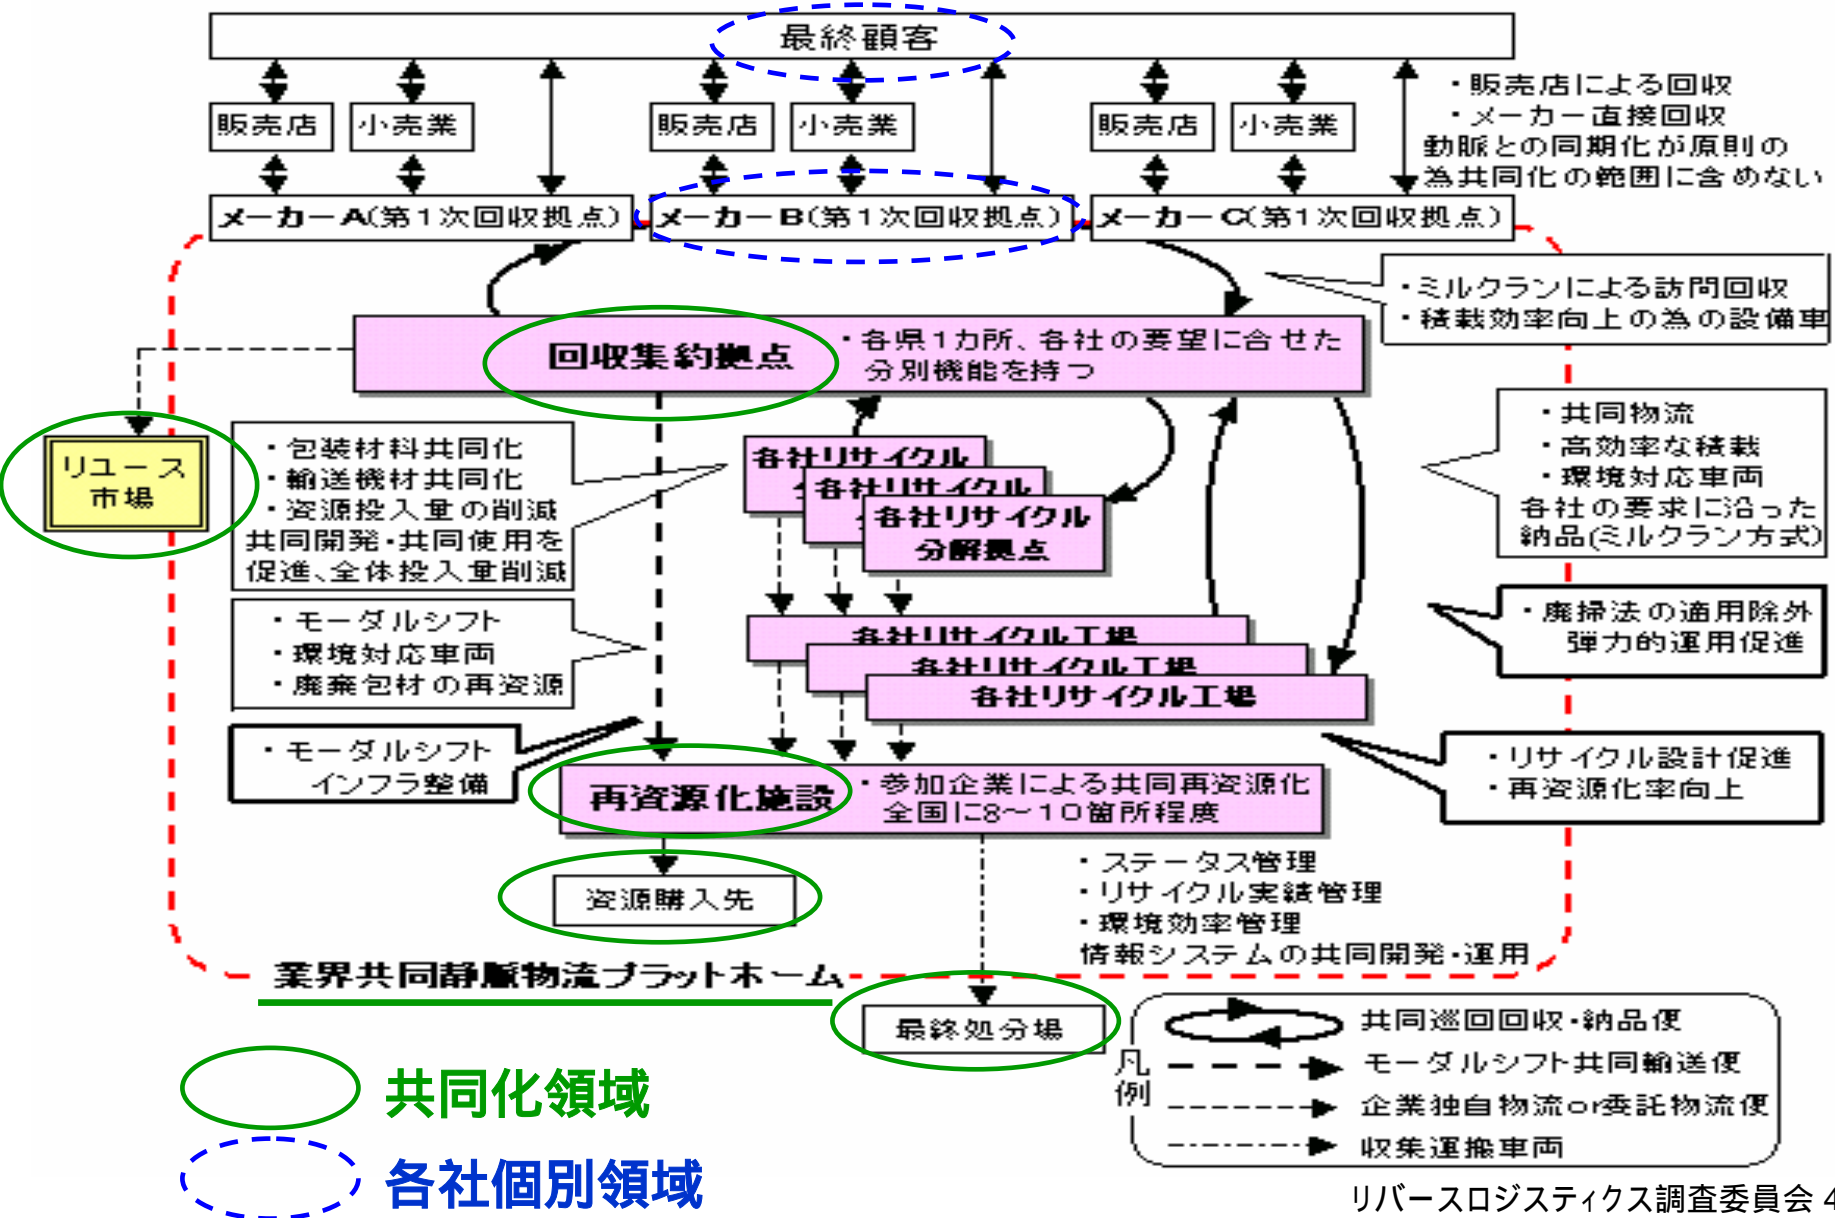 最終顧客
販売店
小売業
販売店
小売業
販売店
小売業
・販売店による回収
・メーカー直接回収
動脈との同期化が原則の
為共同化の範囲に含めない
メーカーA(第1次回収拠点)
メーカーB(第1次回収拠点)
メーカーC(第1次回収拠点)
・ミルクランによる訪問回収
・積載効率向上の為の設備車
回収集約拠点
・各県1カ所、各社の要望に合せた
分別機能を持つ
リユース
市場
・包装材料共同化
・輸送機材共同化
・資源投入量の削減
共同開発・共同使用を
促進、全体投入量削減
各社リサイクル
各社リサイクル
各社リサイクル
分解拠点
・共同物流
・高効率な積載
・環境対応車両
各社の要求に沿った
納品(ミルクラン方式)
・モーダルシフト
・環境対応車両
・廃棄包材の再資源
・廃掃法の適用除外
弾力的運用促進
各社リサイクル工場
各社リサイクル工場
各社リサイクル工場
・モーダルシフト
インフラ整備
・リサイクル設計促進
・再資源化率向上
再資源化施設
・参加企業による共同再資源化
全国に8～10箇所程度
資源購入先
・ステータス管理
・リサイクル実績管理
・環境効率管理
情報システムの共同開発・運用
業界共同静脈物流プラットホーム
最終処分場
凡例
共同巡回回収・納品便
モーダルシフト共同輸送便
企業独自物流or委託物流便
収集運搬車両
共同化領域
各社個別領域
リバースロジスティクス調査委員会 4